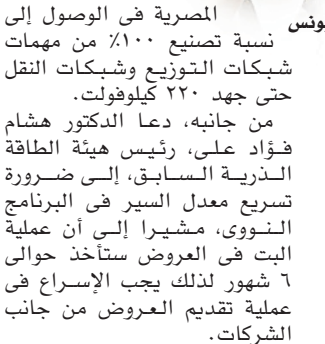 ونس
المصرية فى الوصول إلى
نسبة تصنيع ١٠٠٪ من مهمات
شبكات التوزيع وشبكات النقل
حتى جهد ٢٢٠ كيلوفولت.
من جانبه، دعا الدكتور هشام
فؤاد على، رئيس هيئة الطاقة
الذرية السابق، إلى ضرورة
تسريع معدل السير فى البرنامج
النووى، مشيرا إلى أن عملية
البت فى العروض ستأخذ حوالى
٦ شهور لذلك يجب الإسراع فى
عملية تقديم العروض من جانب
الشركات.